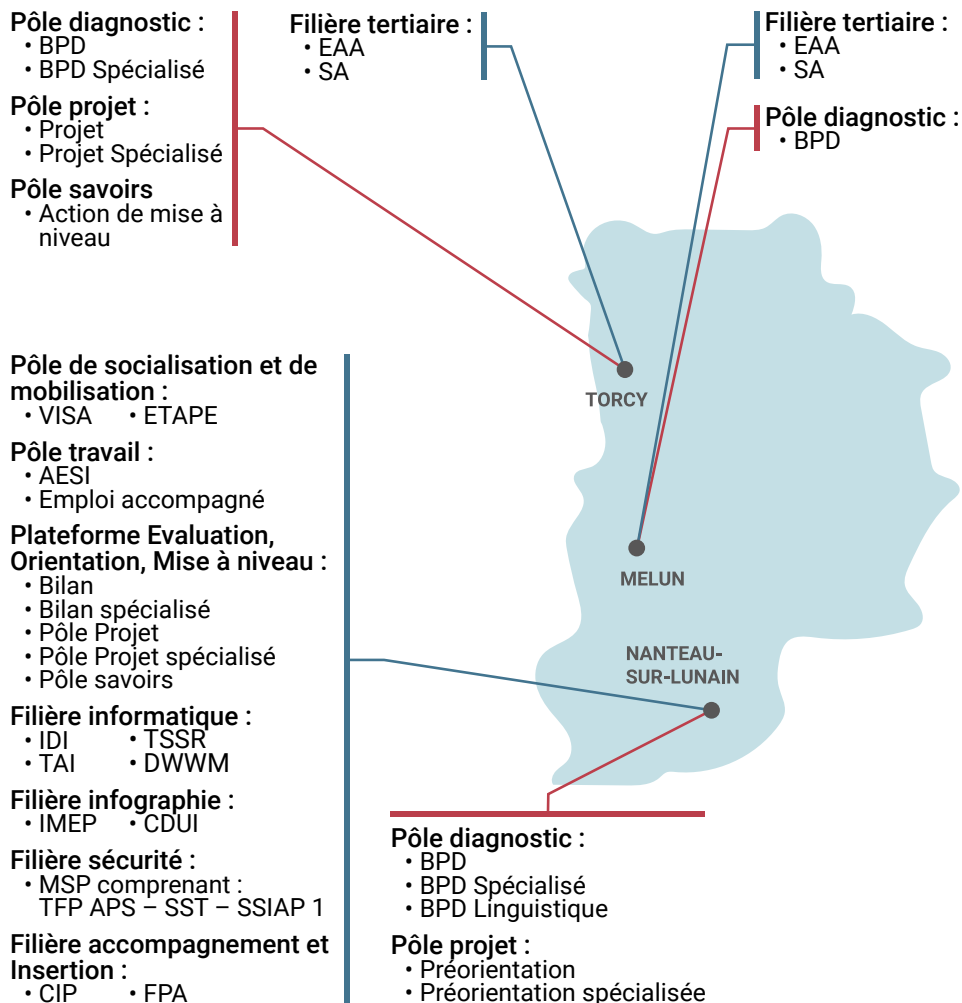 Pôle diagnostic :
• BPD
• BPD Spécialisé
Pôle projet :
• Projet
• Projet Spécialisé
Pôle savoirs
• Action de mise à
niveau
Filière tertiaire :
• EAA
• SA
Filière tertiaire :
• EAA
• SA
Pôle diagnostic :
• BPD
TORCY
MELUN
NANTEAU-
SUR-LUNAIN
Pôle de socialisation et de
mobilisation :
• VISA • ETAPE
Pôle travail :
• AESI
• Emploi accompagné
Plateforme Evaluation,
Orientation, Mise à niveau :
• Bilan
• Bilan spécialisé
• Pôle Projet
• Pôle Projet spécialisé
• Pôle savoirs
Filière informatique :
• IDI • TSSR
• TAI • DWWM
Filière infographie :
• IMEP • CDUI
Filière sécurité :
• MSP comprenant :
TFP APS – SST – SSIAP 1
Filière accompagnement et
Insertion :
• CIP • FPA
Pôle diagnostic :
• BPD
• BPD Spécialisé
• BPD Linguistique
Pôle projet :
• Préorientation
• Préorientation spécialisée